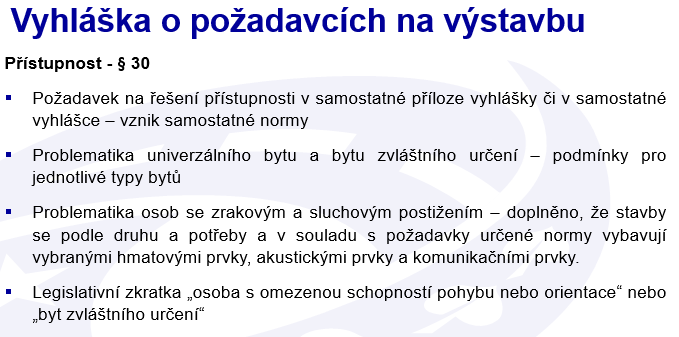 Vyhláška o požadavcích na výstavbu
Přístupnost - § 30
▪ Požadavek na řešení přístupnosti v samostatné příloze vyhlášky či v samostatné
vyhlášce – vznik samostatné normy
▪ Problematika univerzálního bytu a bytu zvláštního určení – podmínky pro
jednotlivé typy bytů
▪ Problematika osob se zrakovým a sluchovým postižením – doplněno, že stavby
se podle druhu a potřeby a v souladu s požadavky určené normy vybavují
vybranými hmatovými prvky, akustickými prvky a komunikačními prvky.
▪ Legislativní zkratka „osoba s omezenou schopností pohybu nebo orientace“ nebo
„byt zvláštního určení“